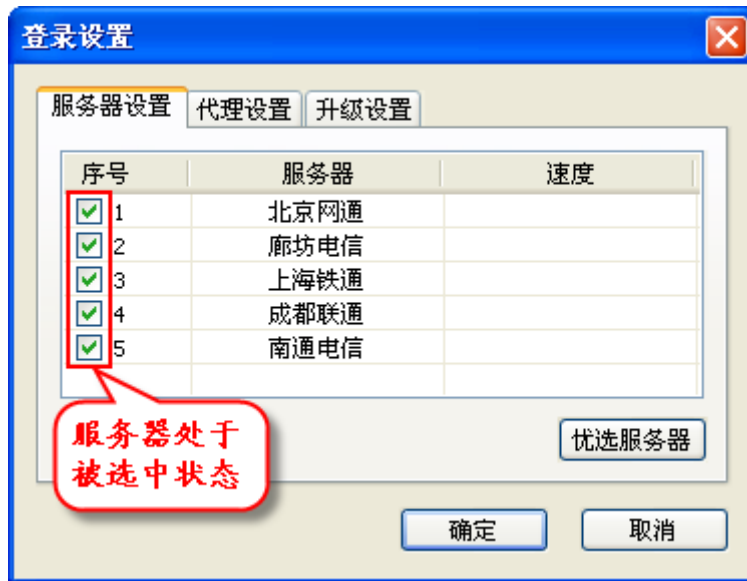 登录设置
服务器设置 代理设置 升级设置
序号 服务器 速度
1 北京网通
2 廊坊电信
3 上海铁通
4 成都联通
5 南通电信
服务器处于
被选中状态
优选服务器
确定 取消